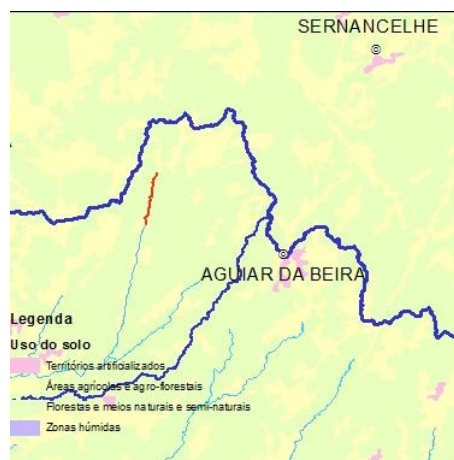 SERNANCELHE
AGUIAR DA BEIRA
Legenda
Uso do solo
Territórios artificializados
Áreas agrícolas e agro-florestais
Florestas e meios naturais e semi-naturais
Zonas húmidas